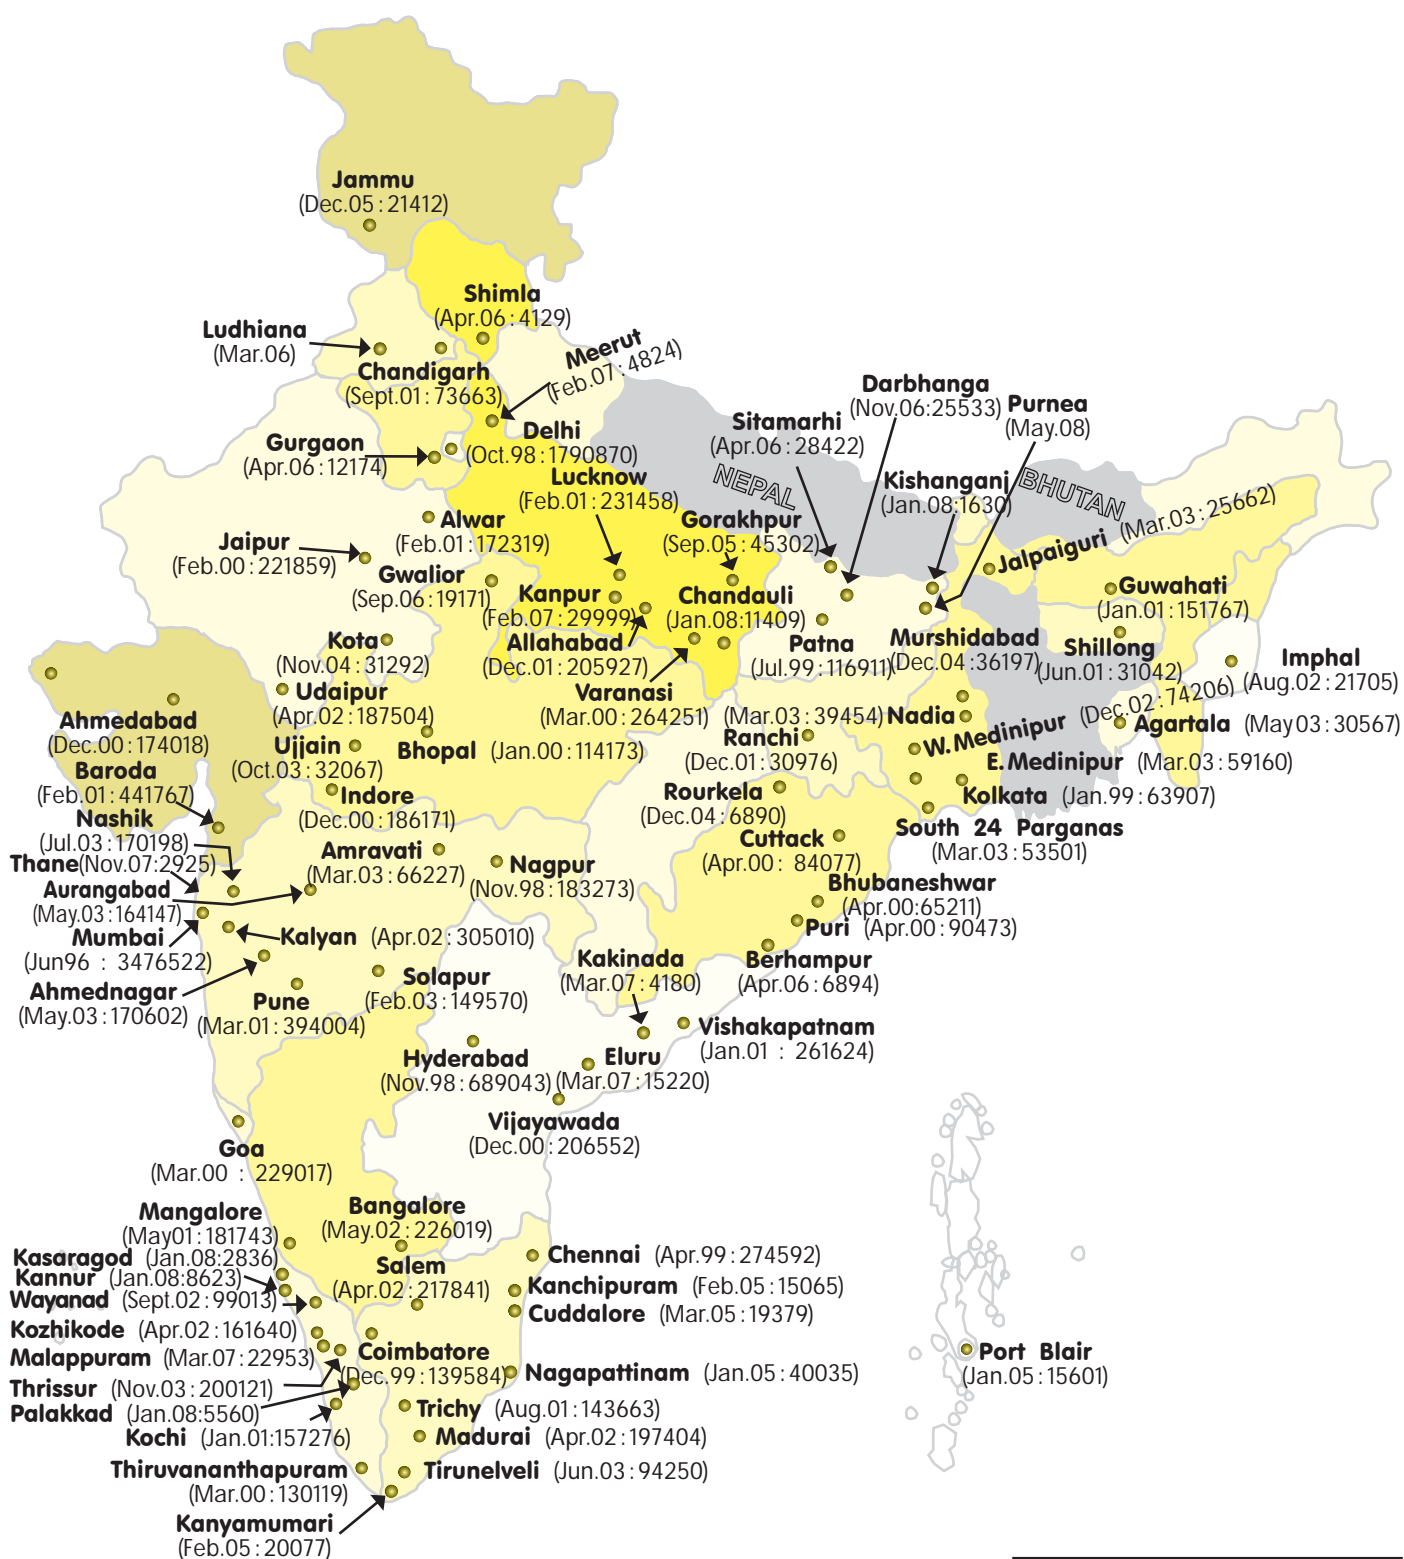 Jammu
(Dec.05:21412)
Shimla
(Apr.06:4129)
Ludhiana
(Mar.06)
Meerut
(Feb.07:4824)
Chandigarh
(Sept.01:73663)
Darbhanga
(Nov.06:25533)
Purnea
(May.08)
Sitamarhi
(Apr.06:28422)
Gurgaon
(Apr.06:12174)
Delhi
(Oct.98:1790870)
Lucknow
(Feb.01:231458)
NEPAL
Kishanganj
(Jan.08:1630)
BHUTAN
(Mar.03:25662)
Jalpaiguri
Alwar
(Feb.01:172319)
Gorakhpur
(Sep.05:45302)
Jaipur
(Feb.00:221859)
Gwalior
(Sep.06:19171)
Kanpur
(Feb.07:29999)
Chandauli
(Jan.08:11409)
Guwahati
(Jan.01:151767)
Kota
(Nov.04:31292)
Allahabad
(Dec.01:205927)
Patna
(Jul.99:116911)
Murshidabad
(Dec.04:36197)
Shillong
(Jun.01:31042)
Imphal
(Aug.02:21705)
Udaipur
(Apr.02:187504)
Varanasi
(Mar.00:264251)
(Mar.03:39454) Nadia
W.Medinipur (Dec.02:74206)
Agartala (May03:30567)
Ahmedabad
(Dec.00:174018)
Ujjain
(Oct.03:32067)
Bhopal (Jan.00:114173)
Ranchi
(Dec.01:30976)
E.Medinipur (Mar.03:59160)
Baroda
(Feb.01:441767)
Indore
(Dec.00:186171)
Rourkela
(Dec.04:6890)
Kolkata (Jan.99:63907)
Nashik
(Jul.03:170198)
South 24 Parganas
(Mar.03:53501)
Cuttack
(Apr.00: 84077)
Thane(Nov.07:2925)
Amravati
(Mar.03:66227)
Nagpur
(Nov.98:183273)
Aurangabad
(May.03:164147)
Bhubaneshwar
(Apr.00:65211)
Puri (Apr.00:90473)
Mumbai
(Jun96 : 3476522)
Kalyan (Apr.02:305010)
Berhampur
(Apr.06:6894)
Kakinada
(Mar.07:4180)
Ahmednagar
(May.03:170602)
Solapur
(Feb.03:149570)
Pune
(Mar.01:394004)
Vishakapatnam
(Jan.01 : 261624)
Hyderabad
(Nov.98:689043)
Eluru
(Mar.07:15220)
Vijayawada
(Dec.00:206552)
Goa
(Mar.00 : 229017)
Mangalore
(May01:181743)
Bangalore
(May.02:226019)
Kasaragod (Jan.08:2836)
Chennai (Apr.99:274592)
Kannur (Jan.08:8623)
Salem
(Apr.02:217841)
Kanchipuram (Feb.05:15065)
Wayanad (Sept.02:99013)
Cuddalore (Mar.05:19379)
Kozhikode (Apr.02:161640)
Malappuram (Mar.07:22953)
Coimbatore
(Dec.99:139584)
Port Blair
(Jan.05:15601)
Nagapattinam (Jan.05:40035)
Thrissur (Nov.03:200121)
Palakkad (Jan.08:5560)
Trichy (Aug.01:143663)
Kochi (Jan.01:157276)
Madurai (Apr.02:197404)
Thiruvananthapuram
(Mar.00:130119)
Tirunelveli (Jun.03:94250)
Kanyamumari
(Feb.05:20077)